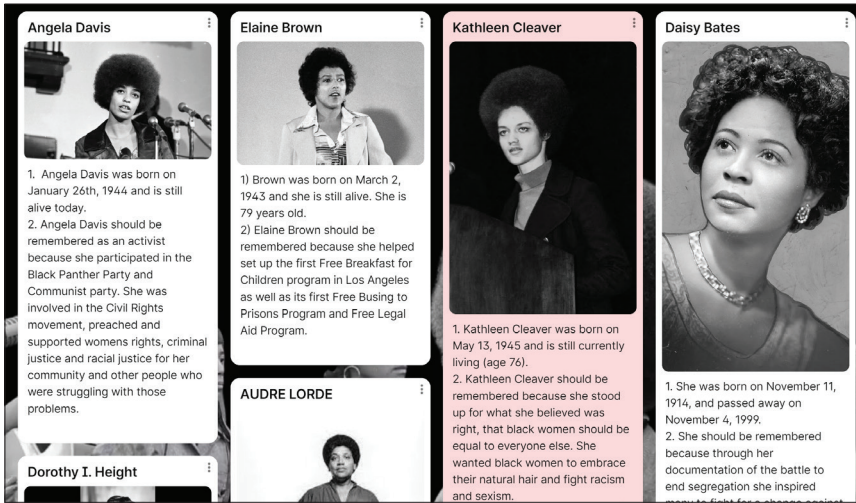 Angela Davis
1. Angela Davis was born on
January 26th, 1944 and is still
alive today.
2. Angela Davis should be
remembered as an activist
because she participated in the
Black Panther Party and
Communist party. She was
involved in the Civil Rights
movement, preached and
supported womens rights, criminal
justice and racial justice for her
community and other people who
were struggling with those
problems.
Dorothy I. Height
Elaine Brown
1) Brown was born on March 2,
1943 and she is still alive. She is
79 years old.
2) Elaine Brown should be
remembered because she helped
set up the first Free Breakfast for
Children program in Los Angeles
as well as its first Free Busing to
Prisons Program and Free Legal
Aid Program.
AUDRE LORDE
Kathleen Cleaver
1. Kathleen Cleaver was born on
May 13, 1945 and is still currently
living (age 76).
2. Kathleen Cleaver should be
remembered because she stood
up for what she believed was
right, that black women should be
equal to everyone else. She
wanted black women to embrace
their natural hair and fight racism
and sexism.
Daisy Bates
1. She was born on November 11,
1914, and passed away on
November 4, 1999.
2. She should be remembered
because through her
documentation of the battle to
end segregation she inspired
many to fight for a change against